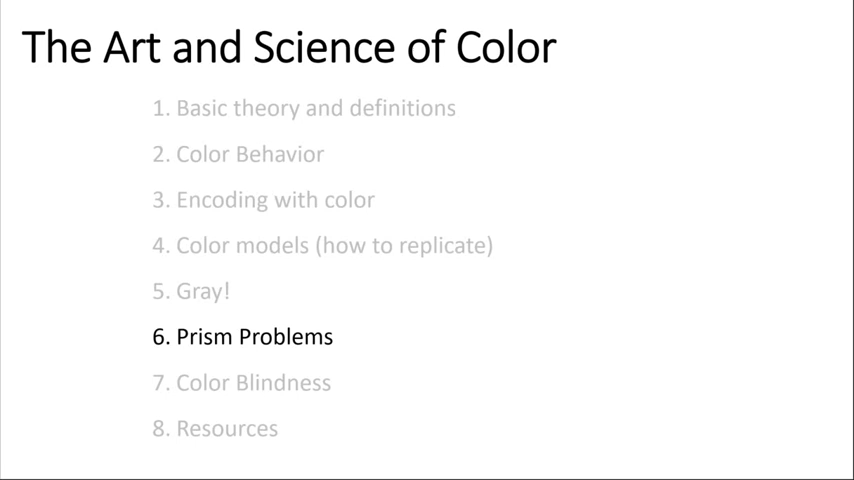 The Art and Science of Color
1. Basic theory and definitions
2. Color Behavior
3. Encoding with color
4. Color models (how to replicate)
5. Gray!
6. Prism Problems
7. Color Blindness
8. Resources